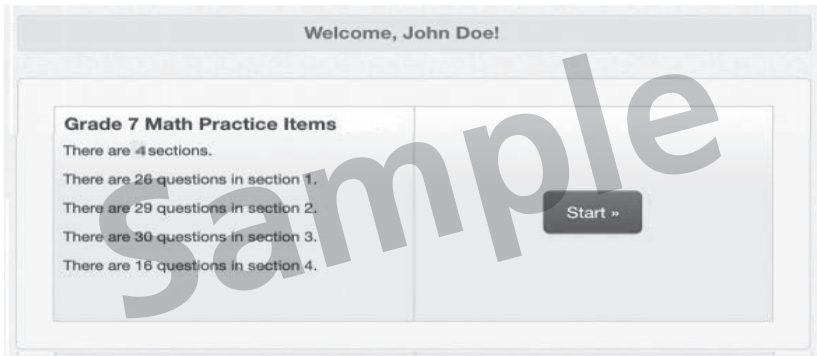 Welcome, John Doe!
Grade 7 Math Practice Items
There are 4 sections.
There are 26 questions in section 1.
There are 29 questions in section 2.
There are 30 questions in section 3.
There are 16 questions in section 4.
Start »
Sample